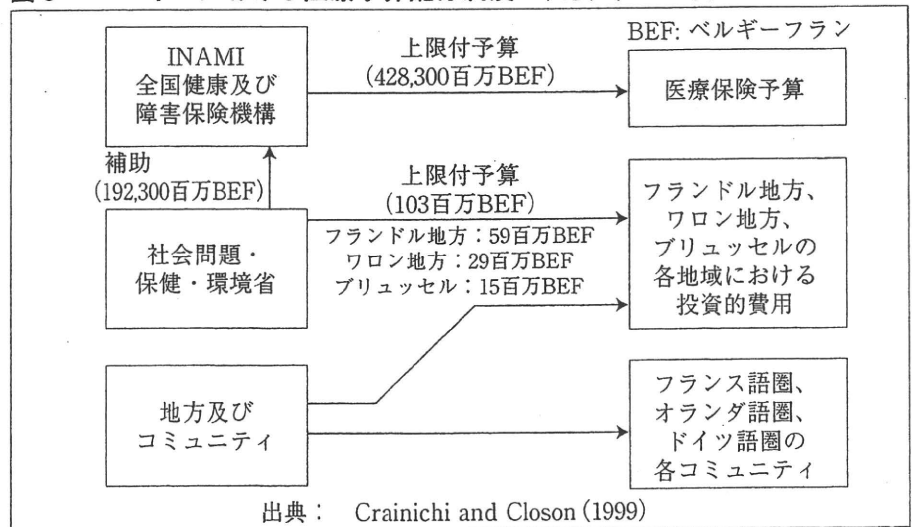 BEF: ベルギーフラン
INAMI
全国健康及び
障害保険機構
上限付予算
(428,300百万BEF)
医療保険予算
補助
(192,300百万BEF)
社会問題・
保健・環境省
上限付予算
(103百万BEF)
フランドル地方：59百万BEF
ワロン地方：29百万BEF
ブリュッセル：15百万BEF
フランドル地方、
ワロン地方、
ブリュッセルの
各地域における
投資的費用
地方及び
コミュニティ
フランス語圏、
オランダ語圏、
ドイツ語圏の
各コミュニティ
出典： Crainichi and Closon (1999)